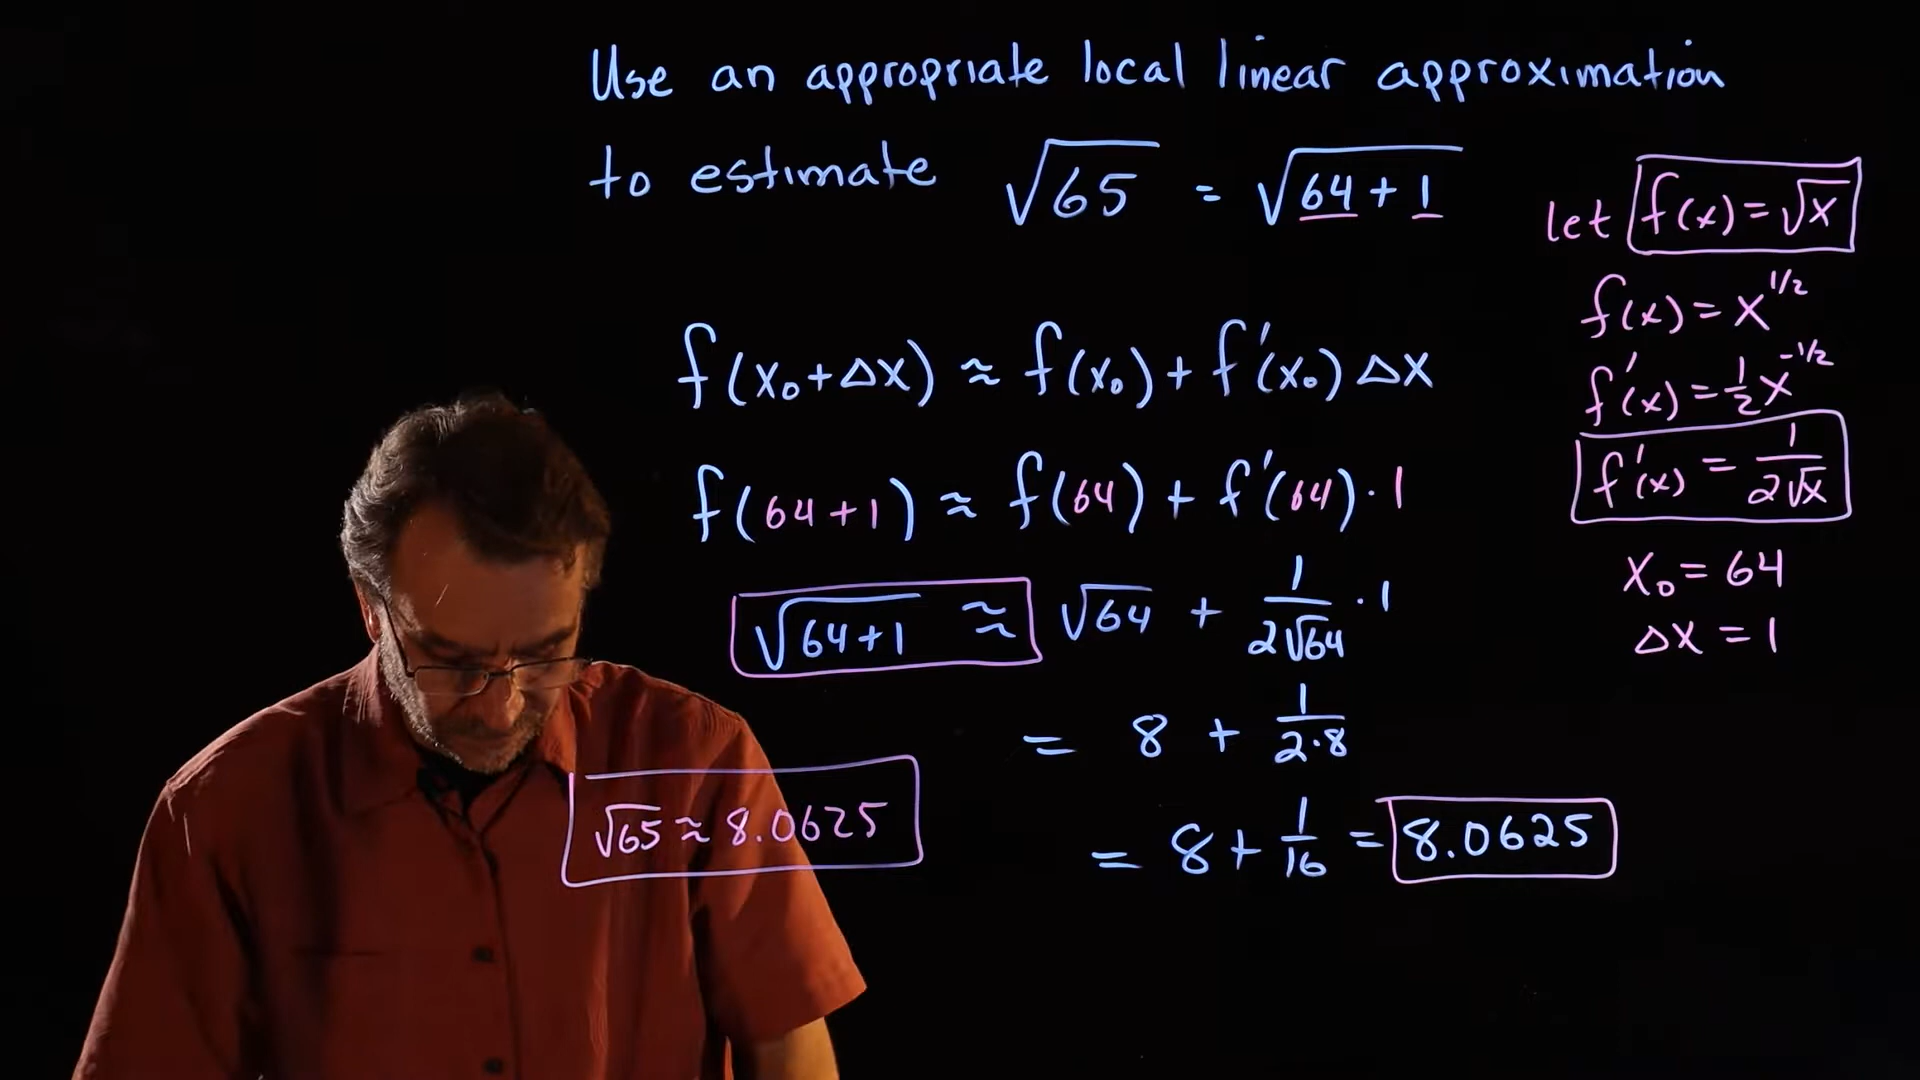 Use an appropriate local linear approximation
to estimate √65 = √64 + 1
let f(x) = √x
f(x) = x^1/2
f'(x) = 1/2 x^-1/2
f'(x) = 1/(2√x)
x₀ = 64
Δx = 1
f(x₀+Δx) ≈ f(x₀) + f'(x₀) Δx
f(64+1) ≈ f(64) + f'(64) · 1
√64+1 ≈ √64 + 1/(2√64) · 1
= 8 + 1/(2·8)
= 8 + 1/16 = 8.0625
√65 ≈ 8.0625